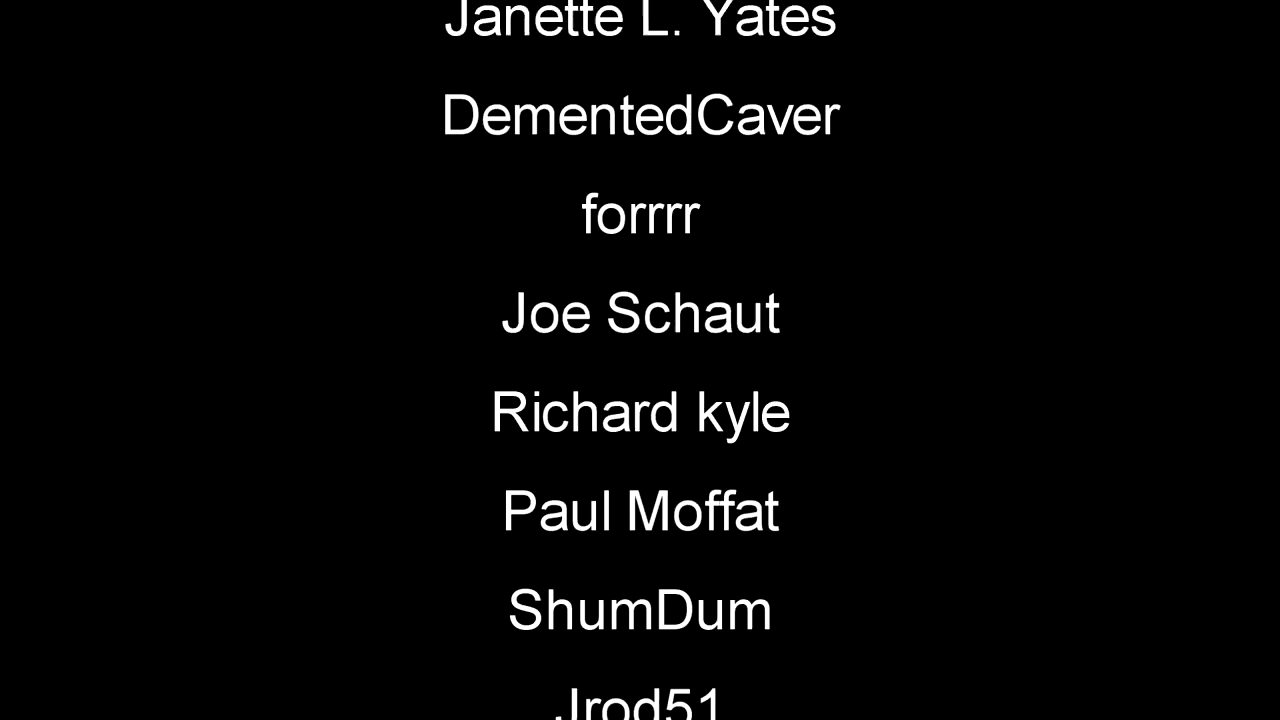 Janette L. Yates
DementedCaver
forrrr
Joe Schaut
Richard kyle
Paul Moffat
ShumDum
Jrod51